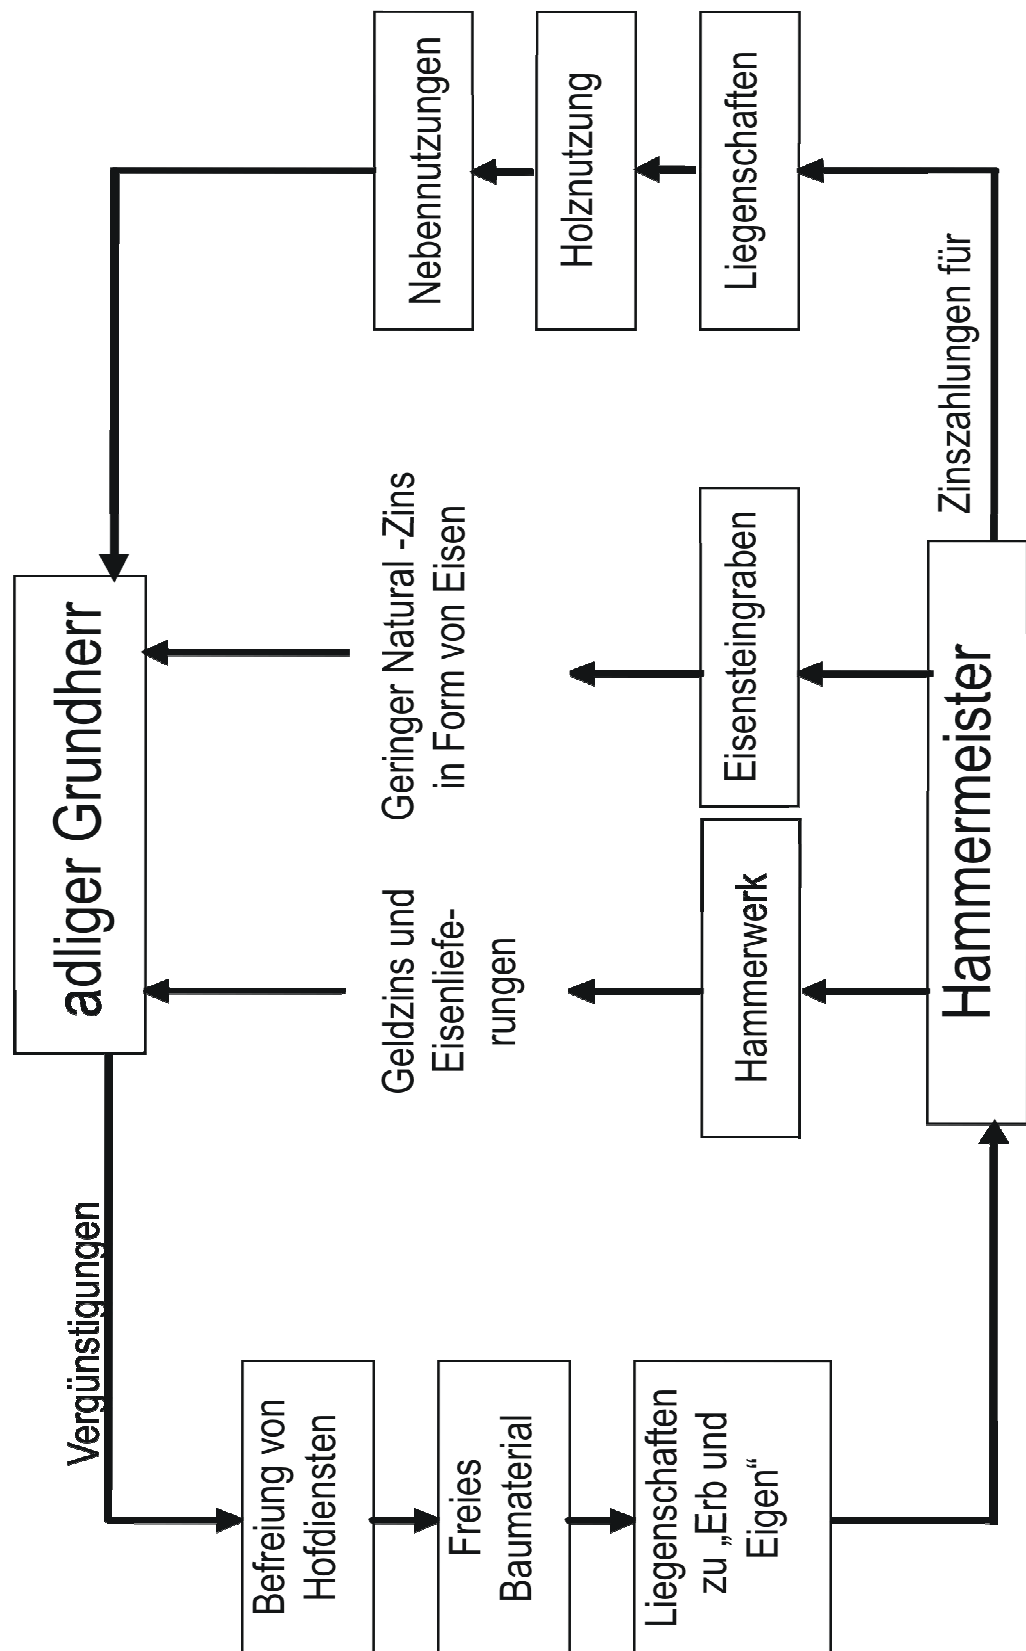 adliger Grundherr
Vergünstigungen
Befreiung von
Hofdiensten
Freies
Baumaterial
Liegenschaften
zu „Erb und
Eigen“
Geldzins und
Eisenliefe-
rungen
Geringer Natural -Zins
in Form von Eisen
Nebennutzungen
Holznutzung
Liegenschaften
Hammerwerk
Eisensteingraben
Zinszahlungen für
Hammermeister